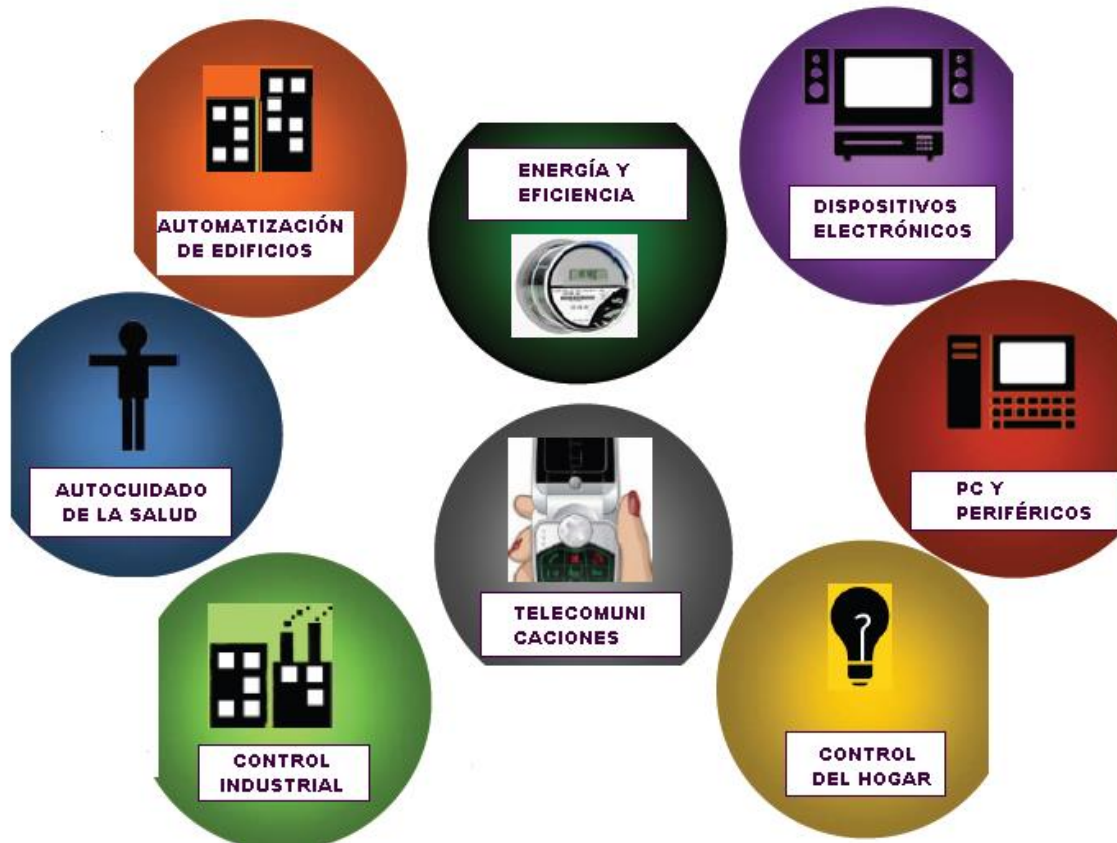 AUTOMATIZACIÓN
DE EDIFICIOS
ENERGÍA Y
EFICIENCIA
DISPOSITIVOS
ELECTRÓNICOS
AUTOCUIDADO
DE LA SALUD
PC Y
PERIFÉRICOS
TELECOMUNI
CACIONES
CONTROL
INDUSTRIAL
CONTROL
DEL HOGAR